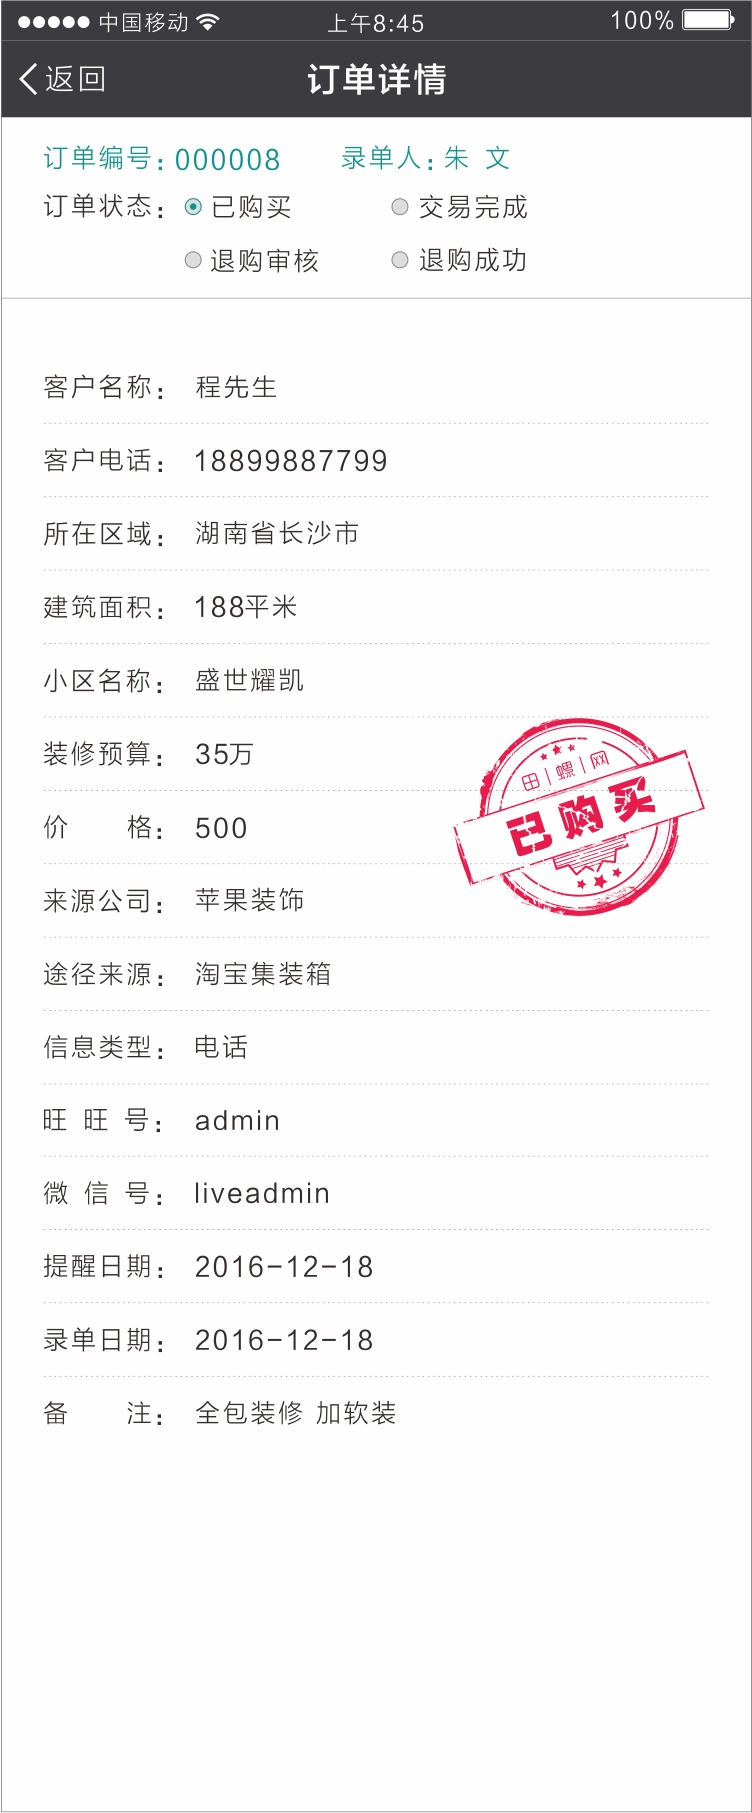 中国移动 上午8:45 100%
返回 订单详情
订单编号：000008 录单人：朱 文
订单状态： 已购买 交易完成
退购审核 退购成功
客户名称： 程先生
客户电话： 18899887799
所在区域： 湖南省长沙市
建筑面积： 188平米
小区名称： 盛世耀凯
装修预算： 35万
田螺网
已购买
价 格： 500
来源公司： 苹果装饰
途径来源： 淘宝集装箱
信息类型： 电话
旺 旺 号： admin
微 信 号： liveadmin
提醒日期： 2016-12-18
录单日期： 2016-12-18
备 注： 全包装修 加软装